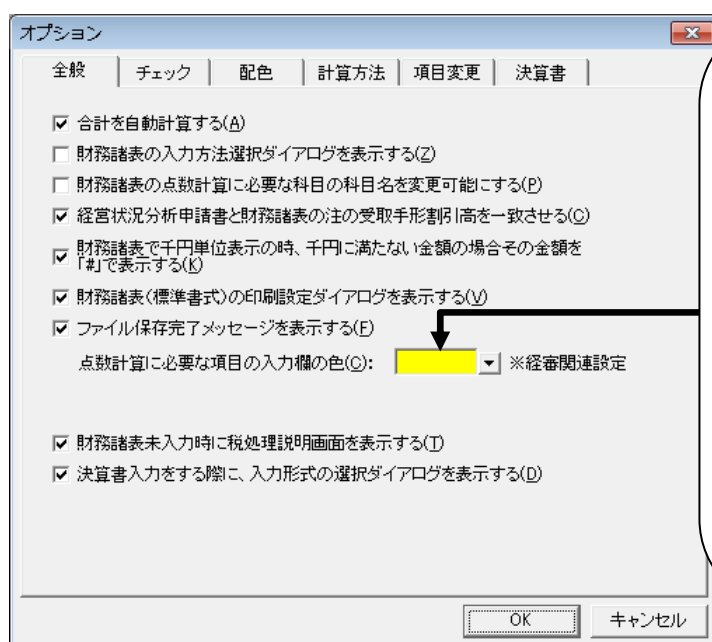 オプション
全般 チェック 配色 計算方法 項目変更 決算書
合計を自動計算する(A)
財務諸表の入力方法選択ダイアログを表示する(Z)
財務諸表の点数計算に必要な科目の科目名を変更可能にする(P)
経営状況分析申請書と財務諸表の注の受取手形割引高を一致させる(C)
財務諸表で千円単位表示の時、千円に満たない金額の場合その金額を
「#」で表示する(K)
財務諸表(標準書式)の印刷設定ダイアログを表示する(V)
ファイル保存完了メッセージを表示する(F)
点数計算に必要な項目の入力欄の色(C): ※経審関連設定
財務諸表未入力時に税処理説明画面を表示する(T)
決算書入力をする際に、入力形式の選択ダイアログを表示する(D)
OK キャンセル